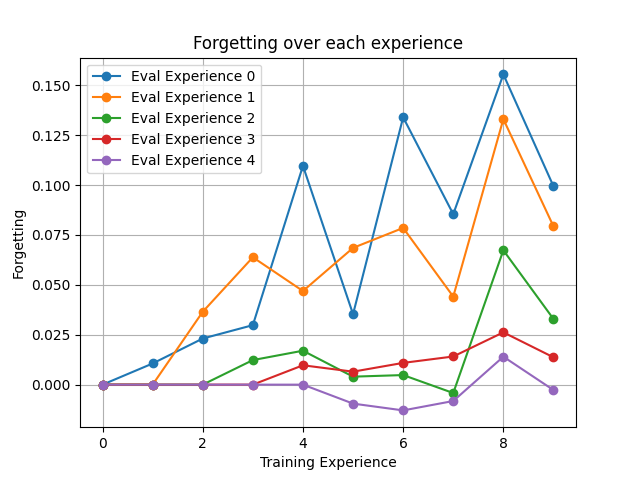 Forgetting over each experience
Eval Experience 0
Eval Experience 1
Eval Experience 2
Eval Experience 3
Eval Experience 4
0.150
0.125
0.100
0.075
0.050
0.025
0.000
Forgetting
0 2 4 6 8
Training Experience